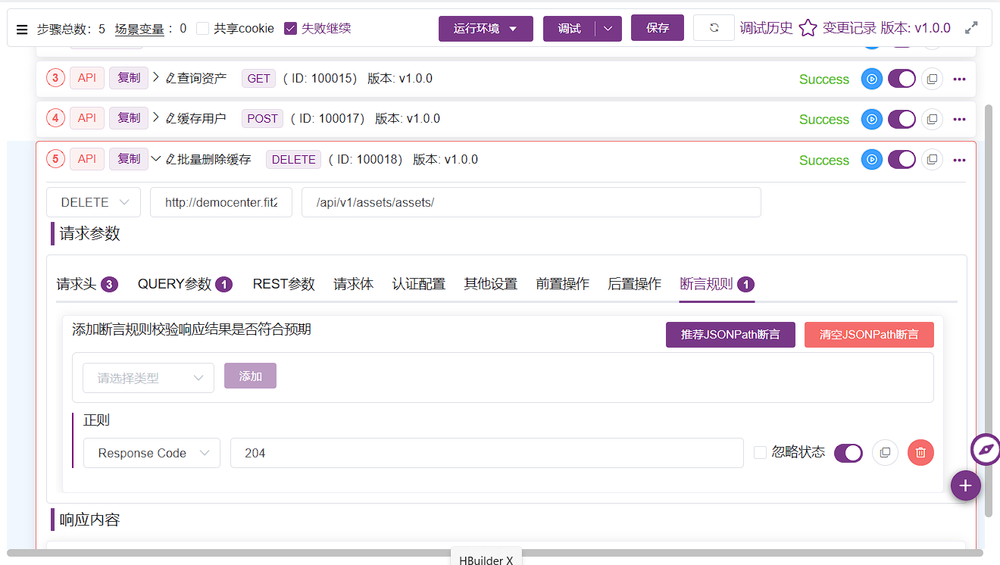 步骤总数：5 场景变量 ：0 共享cookie 失败继续 运行环境 调试 保存 调试历史 变更记录 版本: v1.0.0
3 API 复制 查询资产 GET ( ID: 100015) 版本: v1.0.0 Success
4 API 复制 缓存用户 POST ( ID: 100017) 版本: v1.0.0 Success
5 API 复制 批量删除缓存 DELETE ( ID: 100018) 版本: v1.0.0 Success
DELETE http://democenter.fit2 /api/v1/assets/assets/
请求参数
请求头 3 QUERY参数 1 REST参数 请求体 认证配置 其他设置 前置操作 后置操作 断言规则 1
添加断言规则校验响应结果是否符合预期 推荐JSONPath断言 清空JSONPath断言
请选择类型 添加
正则
Response Code 204 忽略状态
响应内容
HBuilder X